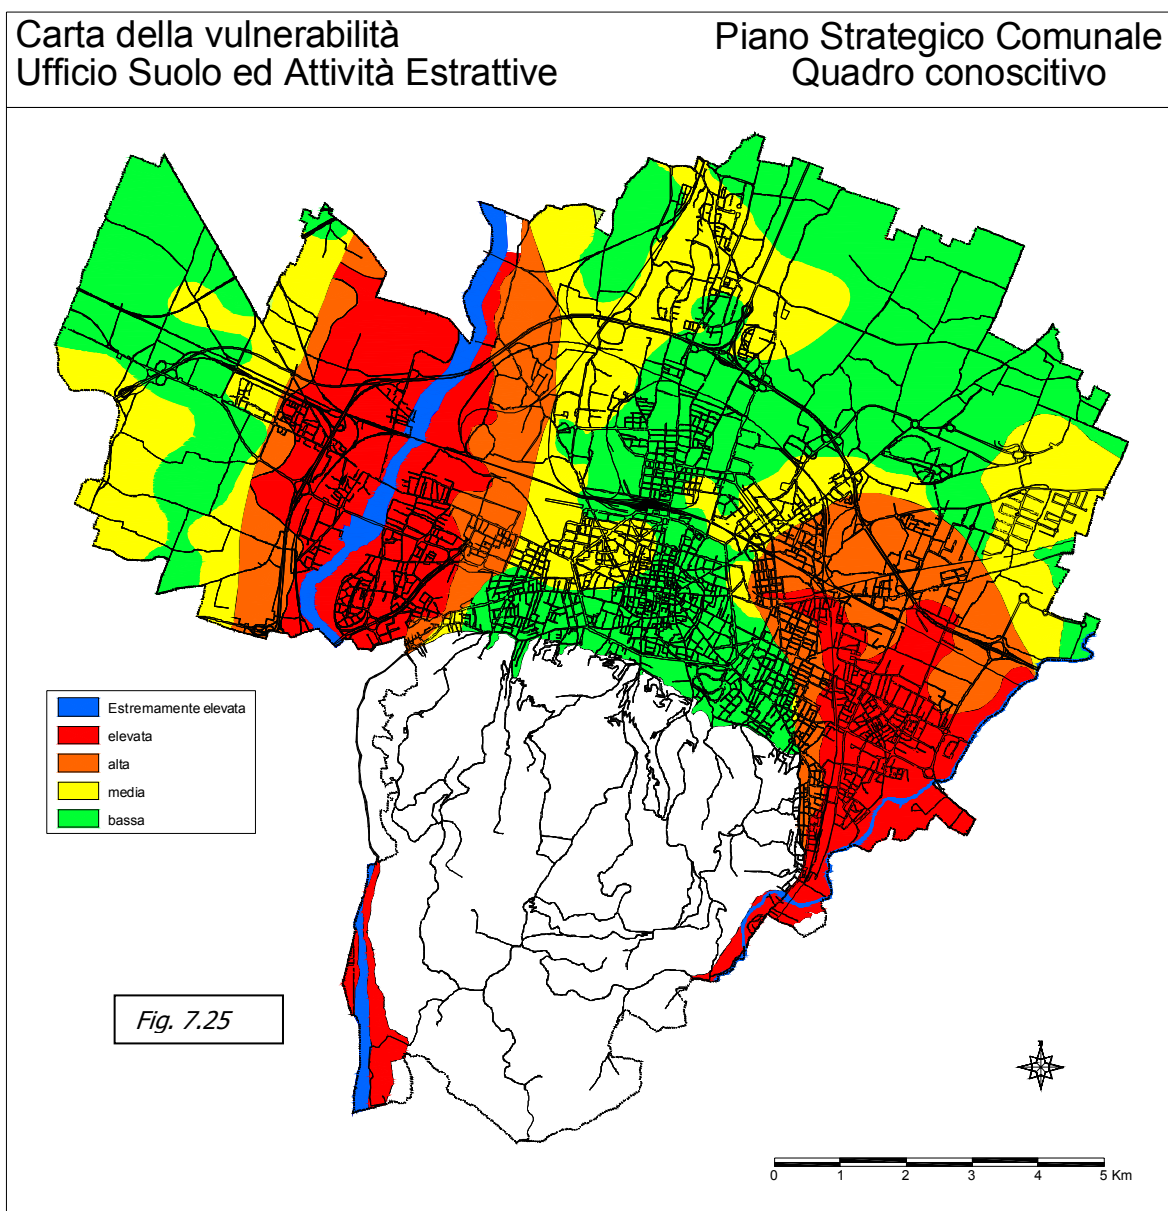 Carta della vulnerabilità
Ufficio Suolo ed Attività Estrattive
Piano Strategico Comunale
Quadro conoscitivo
Estremamente elevata
elevata
alta
media
bassa
Fig. 7.25
0 1 2 3 4 5 Km